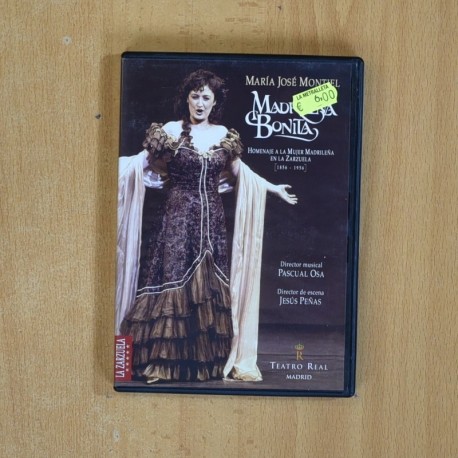 MARÍA JOSÉ MONTIEL
LA METRALLETA
€ 6,00
BONITA
HOMENAJE A LA MUJER MADRILEÑA
EN LA ZARZUELA
[1856 - 1956]
Director musical
PASCUAL OSA
Director de escena
JESÚS PEÑAS
R
TEATRO REAL
MADRID
LA ZARZUELA